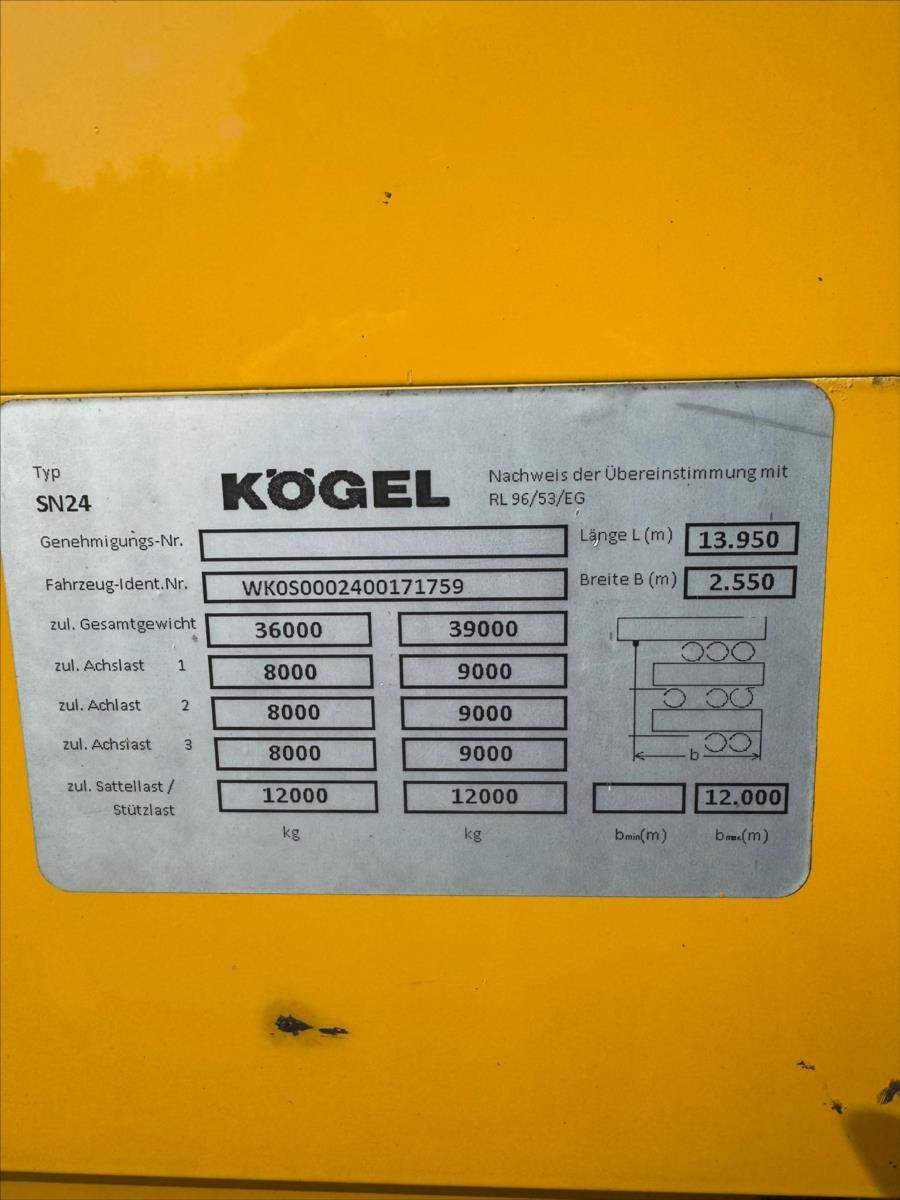 Typ
SN24
KÖGEL
Nachweis der Übereinstimmung mit
RL 96/53/EG
Genehmigungs-Nr.
Länge L (m) 13.950
Fahrzeug-Ident.Nr. WK0S0002400171759
Breite B (m) 2.550
zul. Gesamtgewicht 36000 39000
zul. Achslast 1 8000 9000
zul. Achlast 2 8000 9000
zul. Achslast 3 8000 9000
b
zul. Sattellast /
Stützlast
12000 12000 12.000
kg kg bmin(m) bmax(m)